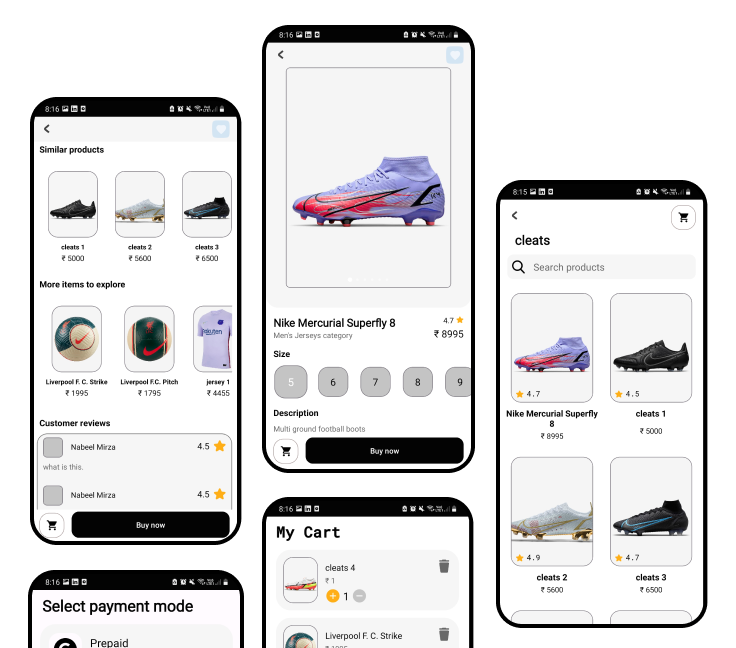 8:16
Similar products
cleats 1
₹ 5000
cleats 2
₹ 5600
cleats 3
₹ 6500
More items to explore
Liverpool F. C. Strike
₹ 1995
Liverpool F.C. Pitch
₹ 1795
jersey 1
₹ 4455
Customer reviews
Nabeel Mirza 4.5
what is this.
Nabeel Mirza 4.5
Buy now
8:16
Select payment mode
Prepaid
8:16
Nike Mercurial Superfly 8 4.7
Men's Jerseys category ₹ 8995
Size
5 6 7 8 9
Description
Multi ground football boots
Buy now
8:16
My Cart
cleats 4
₹ 1
1
Liverpool F. C. Strike
8:15
cleats
Search products
4.7
Nike Mercurial Superfly
8
₹ 8995
4.5
cleats 1
₹ 5000
4.9
cleats 2
₹ 5600
4.7
cleats 3
₹ 6500